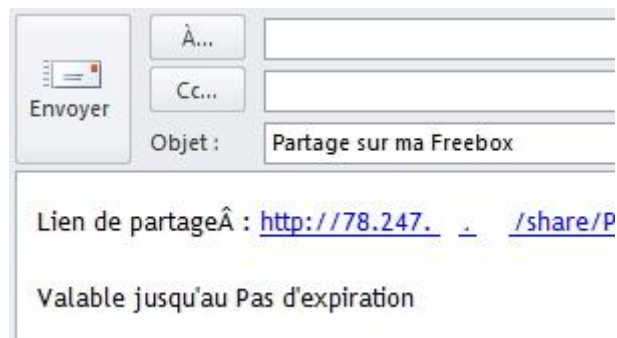 À...
Cc...
Envoyer
Objet :
Partage sur ma Freebox
Lien de partageÂ : http://78.247. . /share/P
Valable jusqu'au Pas d'expiration